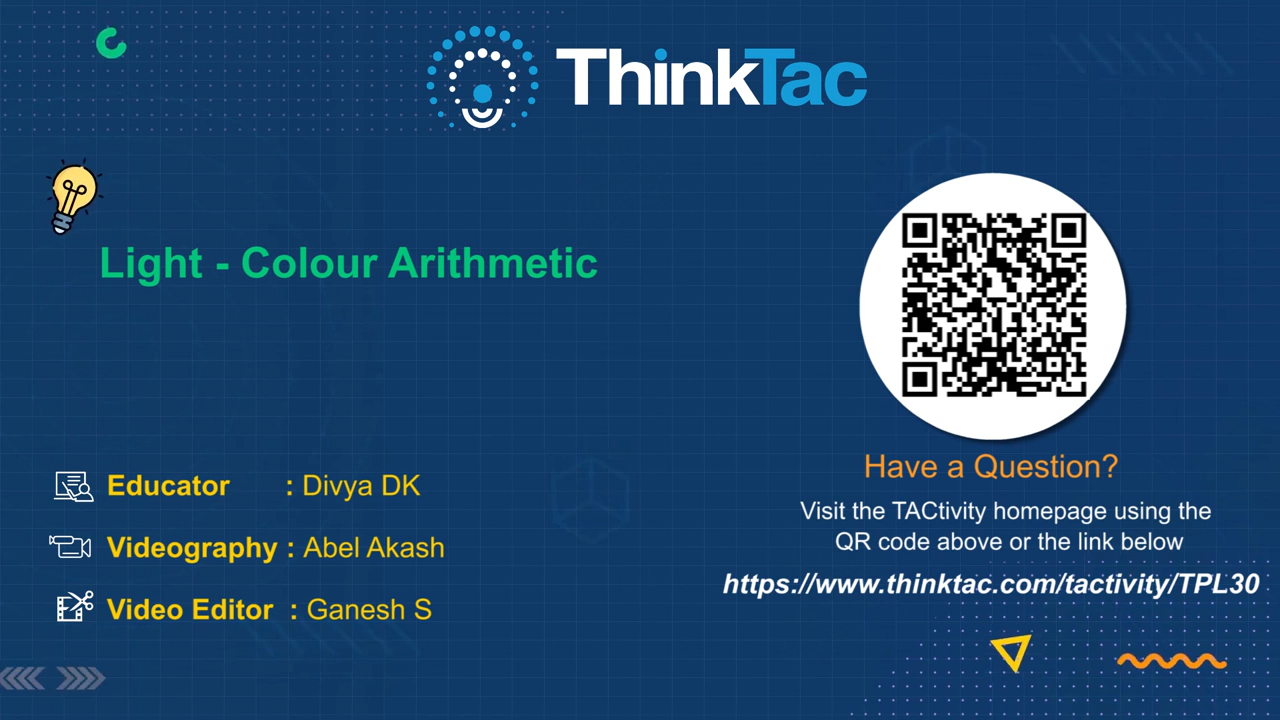 ThinkTac
Light - Colour Arithmetic
Educator : Divya DK
Videography : Abel Akash
Video Editor : Ganesh S
Have a Question?
Visit the TACtivity homepage using the
QR code above or the link below
https://www.thinktac.com/tactivity/TPL30